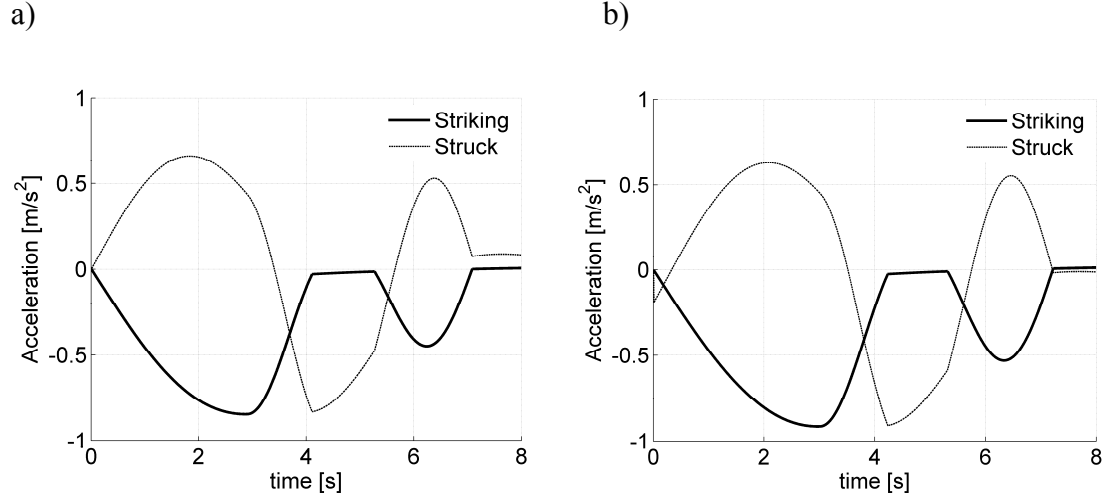 a)
1
Striking
Struck
0.5
0
-0.5
-1
Acceleration [m/s²]
0 2 4 6 8
time [s]
b)
1
Striking
Struck
0.5
0
-0.5
-1
Acceleration [m/s²]
0 2 4 6 8
time [s]